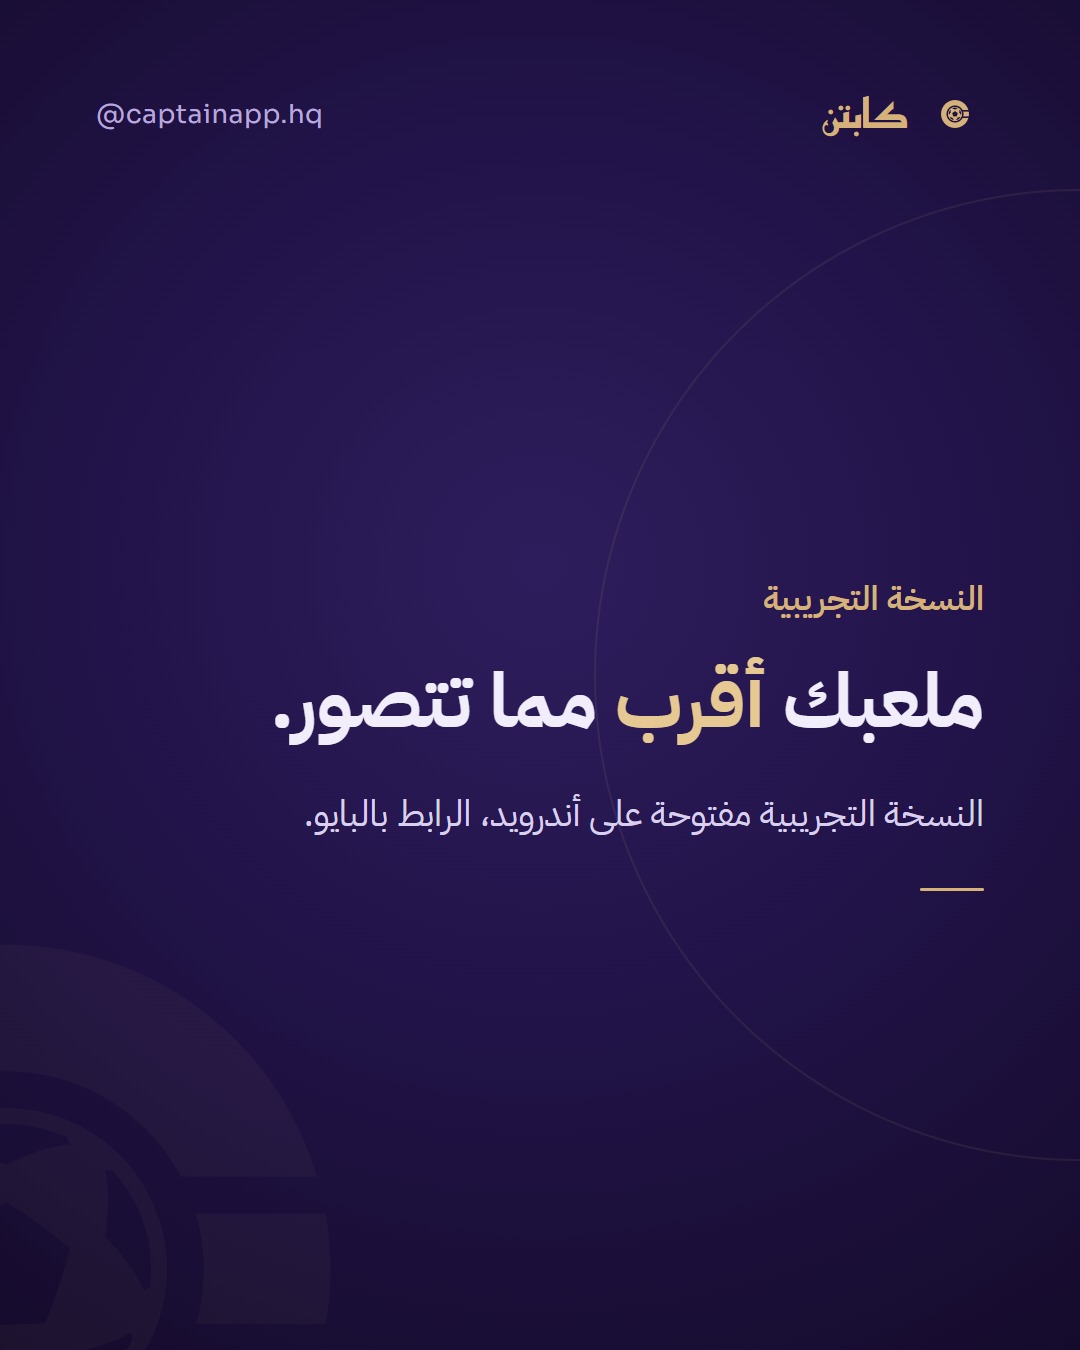 كابتن
@captainapp.hq
النسخة التجريبية
ملعبك أقرب مما تتصور.
النسخة التجريبية مفتوحة على أندرويد، الرابط بالبايو.